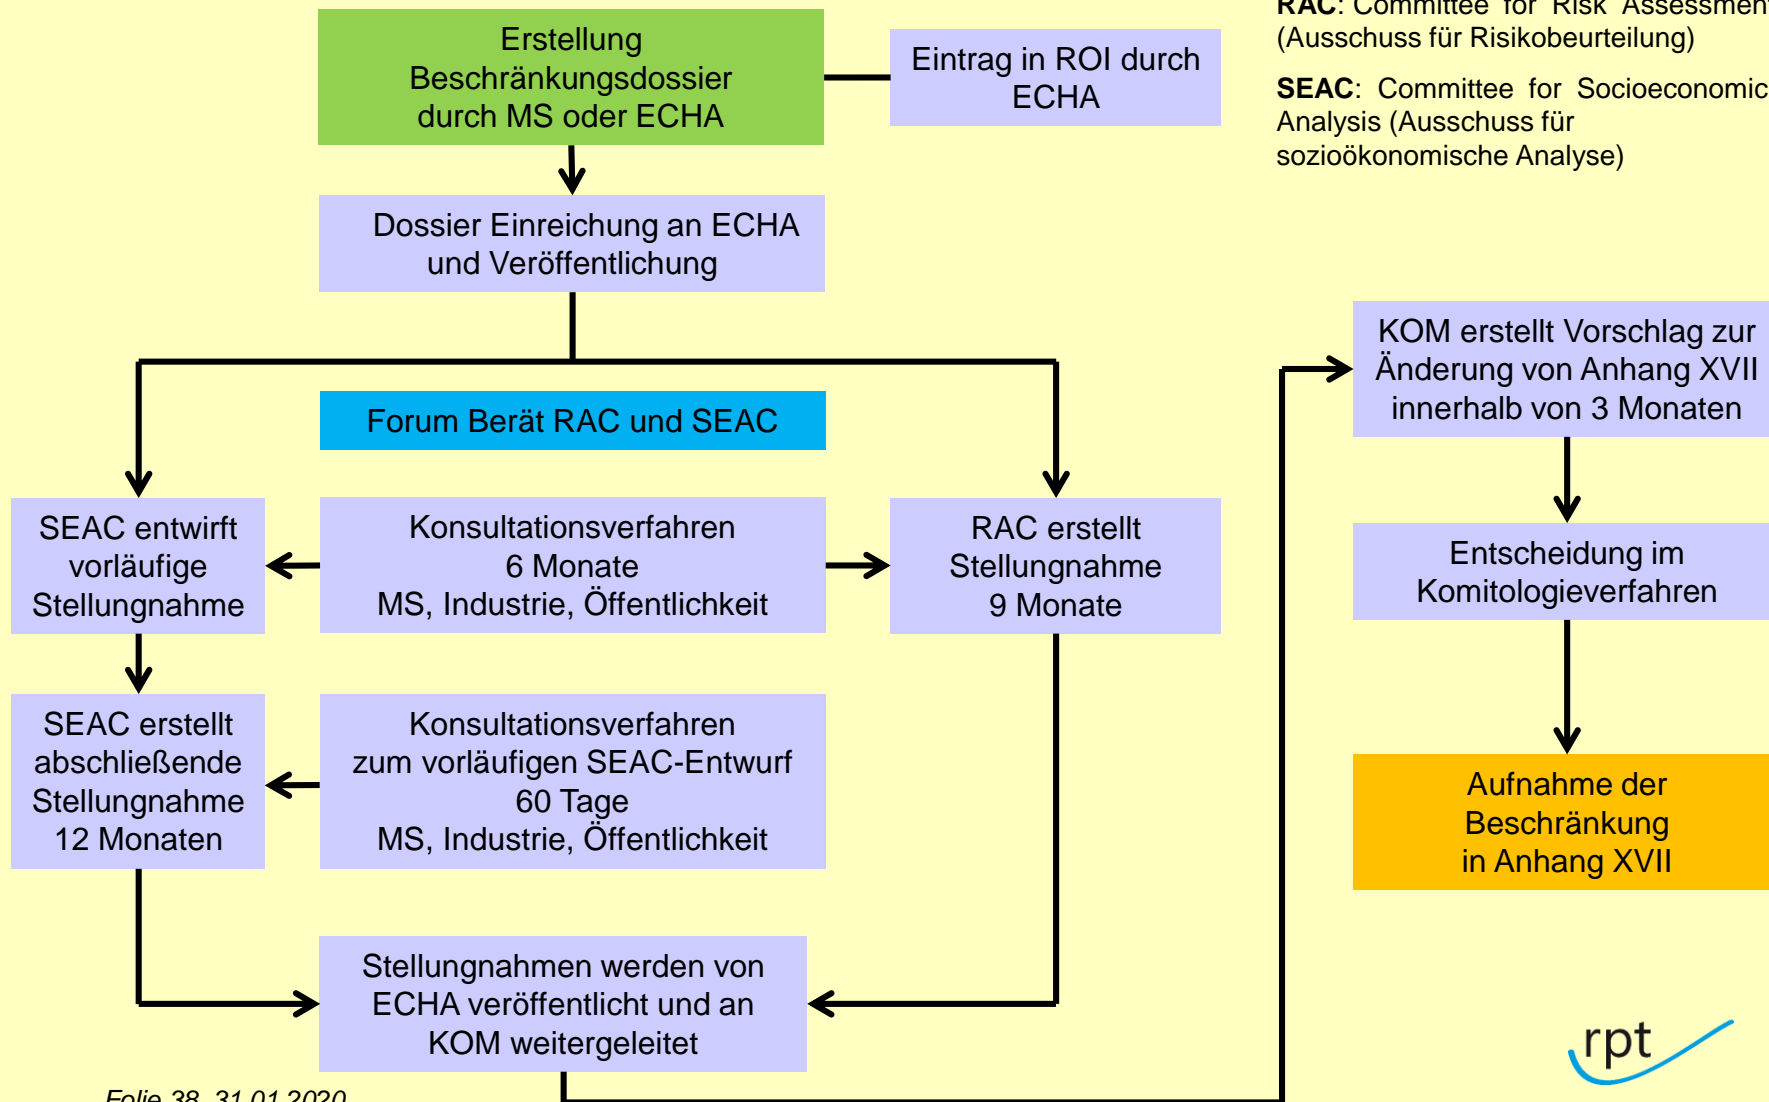 Erstellung
Beschränkungsdossier
durch MS oder ECHA
Eintrag in ROI durch
ECHA
RAC: Committee for Risk Assessment
(Ausschuss für Risikobeurteilung)
SEAC: Committee for Socioeconomic
Analysis (Ausschuss für
sozioökonomische Analyse)
Dossier Einreichung an ECHA
und Veröffentlichung
Forum Berät RAC und SEAC
SEAC entwirft
vorläufige
Stellungnahme
Konsultationsverfahren
6 Monate
MS, Industrie, Öffentlichkeit
RAC erstellt
Stellungnahme
9 Monate
SEAC erstellt
abschließende
Stellungnahme
12 Monaten
Konsultationsverfahren
zum vorläufigen SEAC-Entwurf
60 Tage
MS, Industrie, Öffentlichkeit
Stellungnahmen werden von
ECHA veröffentlicht und an
KOM weitergeleitet
KOM erstellt Vorschlag zur
Änderung von Anhang XVII
innerhalb von 3 Monaten
Entscheidung im
Komitologieverfahren
Aufnahme der
Beschränkung
in Anhang XVII
rpt
Folie 38, 31.01.2020